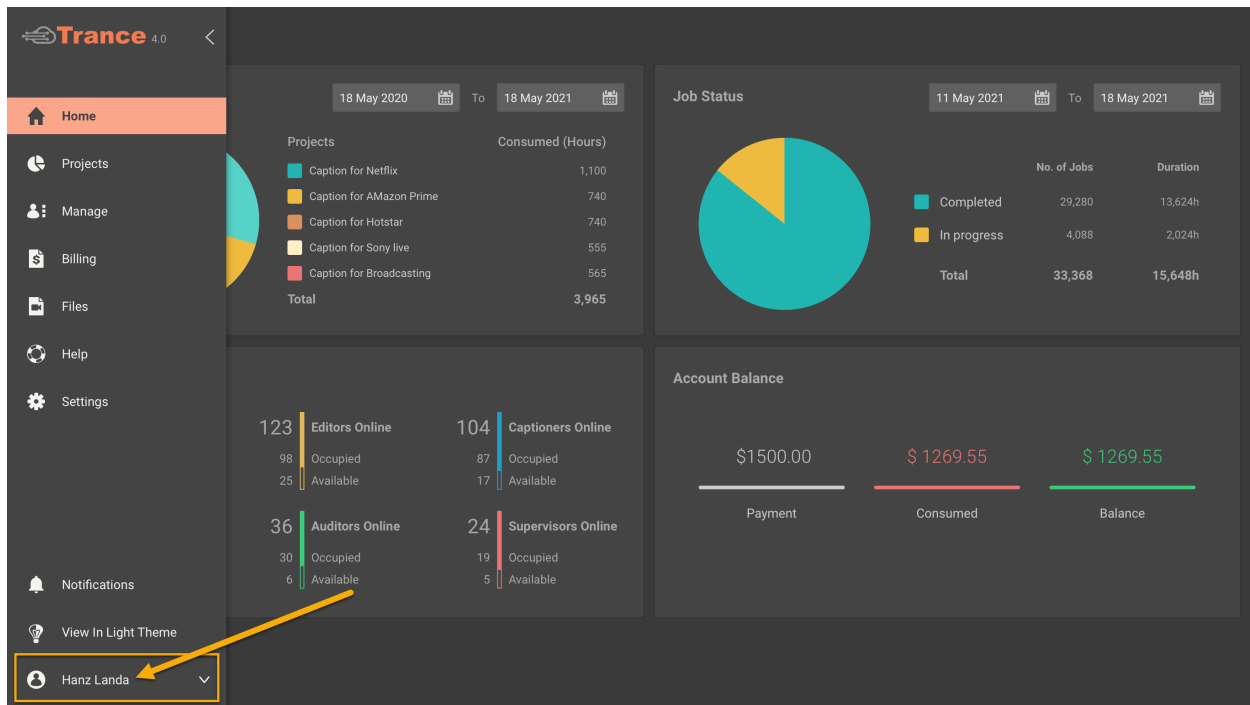 Trance 4.0
Home
Projects
Manage
Billing
Files
Help
Settings
Notifications
View In Light Theme
Hanz Landa
18 May 2020 To 18 May 2021
Projects Consumed (Hours)
Caption for Netflix 1,100
Caption for AMazon Prime 740
Caption for Hotstar 740
Caption for Sony live 555
Caption for Broadcasting 565
Total 3,965
Job Status
11 May 2021 To 18 May 2021
No. of Jobs Duration
Completed 29,280 13,624h
In progress 4,088 2,024h
Total 33,368 15,648h
123 Editors Online
98 Occupied
25 Available
104 Captioners Online
87 Occupied
17 Available
36 Auditors Online
30 Occupied
6 Available
24 Supervisors Online
19 Occupied
5 Available
Account Balance
$1500.00 $ 1269.55 $ 1269.55
Payment Consumed Balance